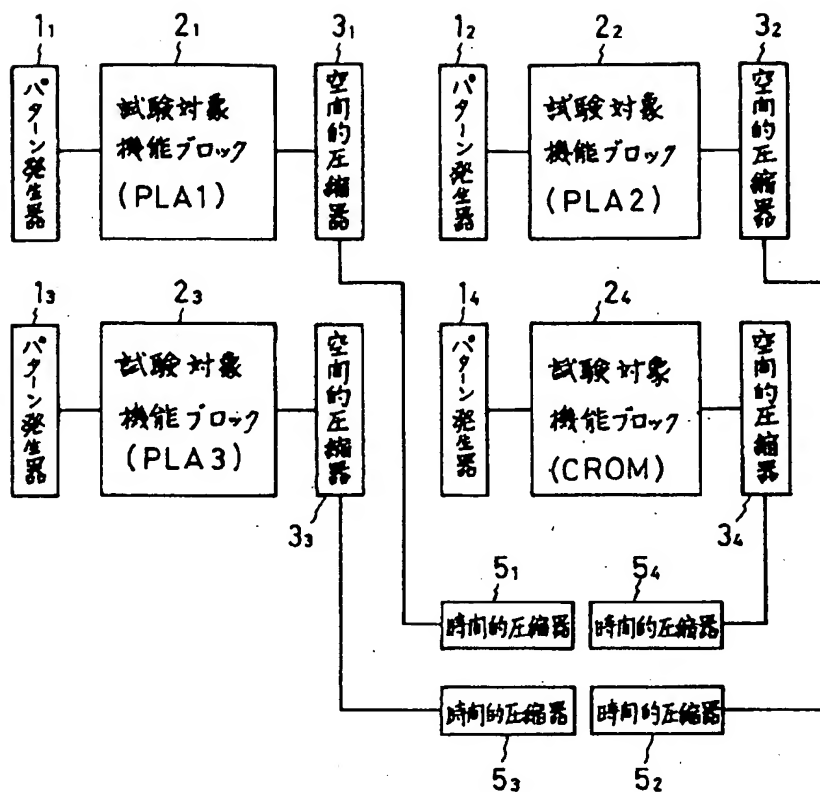 1₁
2₁
3₁
1₂
2₂
3₂
パターン発生器
試験対象
機能ブロック
(PLA1)
空間的圧縮器
パターン発生器
試験対象
機能ブロック
(PLA2)
空間的圧縮器
1₃
2₃
1₄
2₄
パターン発生器
試験対象
機能ブロック
(PLA3)
空間的圧縮器
パターン発生器
試験対象
機能ブロック
(CROM)
空間的圧縮器
3₃
3₄
5₁
5₄
時間的圧縮器
時間的圧縮器
時間的圧縮器
時間的圧縮器
5₃
5₂